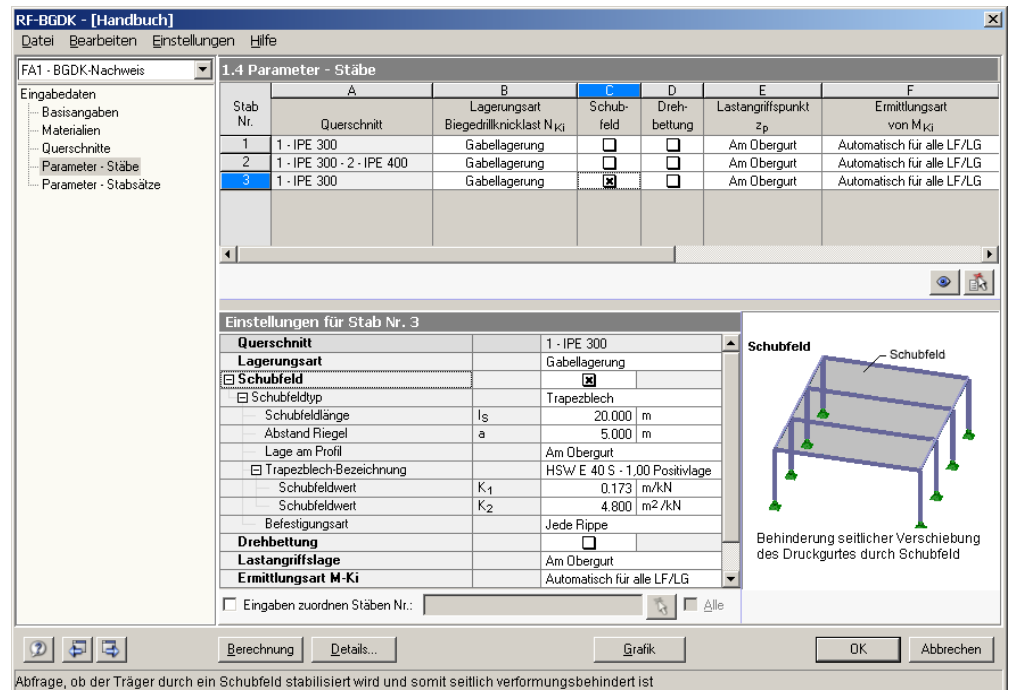 RF-BGDK - [Handbuch]
Datei Bearbeiten Einstellungen Hilfe
FA1 - BGDK-Nachweis
Eingabedaten
Basisangaben
Materialien
Querschnitte
Parameter - Stäbe
Parameter - Stabsätze
1.4 Parameter - Stäbe
A B C D E F
Stab Nr. Querschnitt Lagerungsart Biegedrillknicklast NKi Schub-feld Dreh-bettung Lastangriffspunkt zp Ermittlungsart von MKi
1 1 - IPE 300 Gabellagerung Am Obergurt Automatisch für alle LF/LG
2 1 - IPE 300 - 2 - IPE 400 Gabellagerung Am Obergurt Automatisch für alle LF/LG
3 1 - IPE 300 Gabellagerung Am Obergurt Automatisch für alle LF/LG
Einstellungen für Stab Nr. 3
Querschnitt 1 - IPE 300
Lagerungsart Gabellagerung
Schubfeld
Schubfeldtyp Trapezblech
Schubfeldlänge lS 20.000 m
Abstand Riegel a 5.000 m
Lage am Profil Am Obergurt
Trapezblech-Bezeichnung HSW E 40 S - 1,00 Positivlage
Schubfeldwert K1 0.173 m/kN
Schubfeldwert K2 4.800 m2/kN
Befestigungsart Jede Rippe
Drehbettung
Lastangriffslage Am Obergurt
Ermittlungsart M-Ki Automatisch für alle LF/LG
Eingaben zuordnen Stäben Nr.: Alle
Schubfeld
Schubfeld
Behinderung seitlicher Verschiebung
des Druckgurtes durch Schubfeld
Berechnung Details... Grafik OK Abbrechen
Abfrage, ob der Träger durch ein Schubfeld stabilisiert wird und somit seitlich verformungsbehindert ist